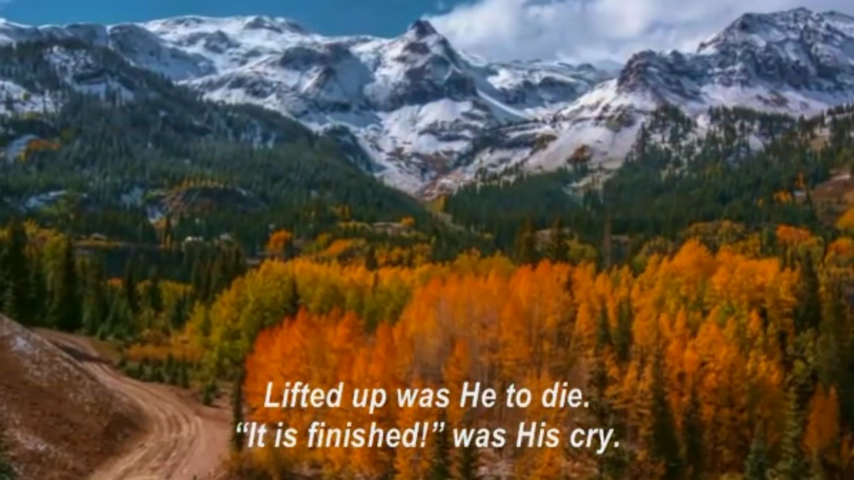 Lifted up was He to die.
“It is finished!” was His cry.